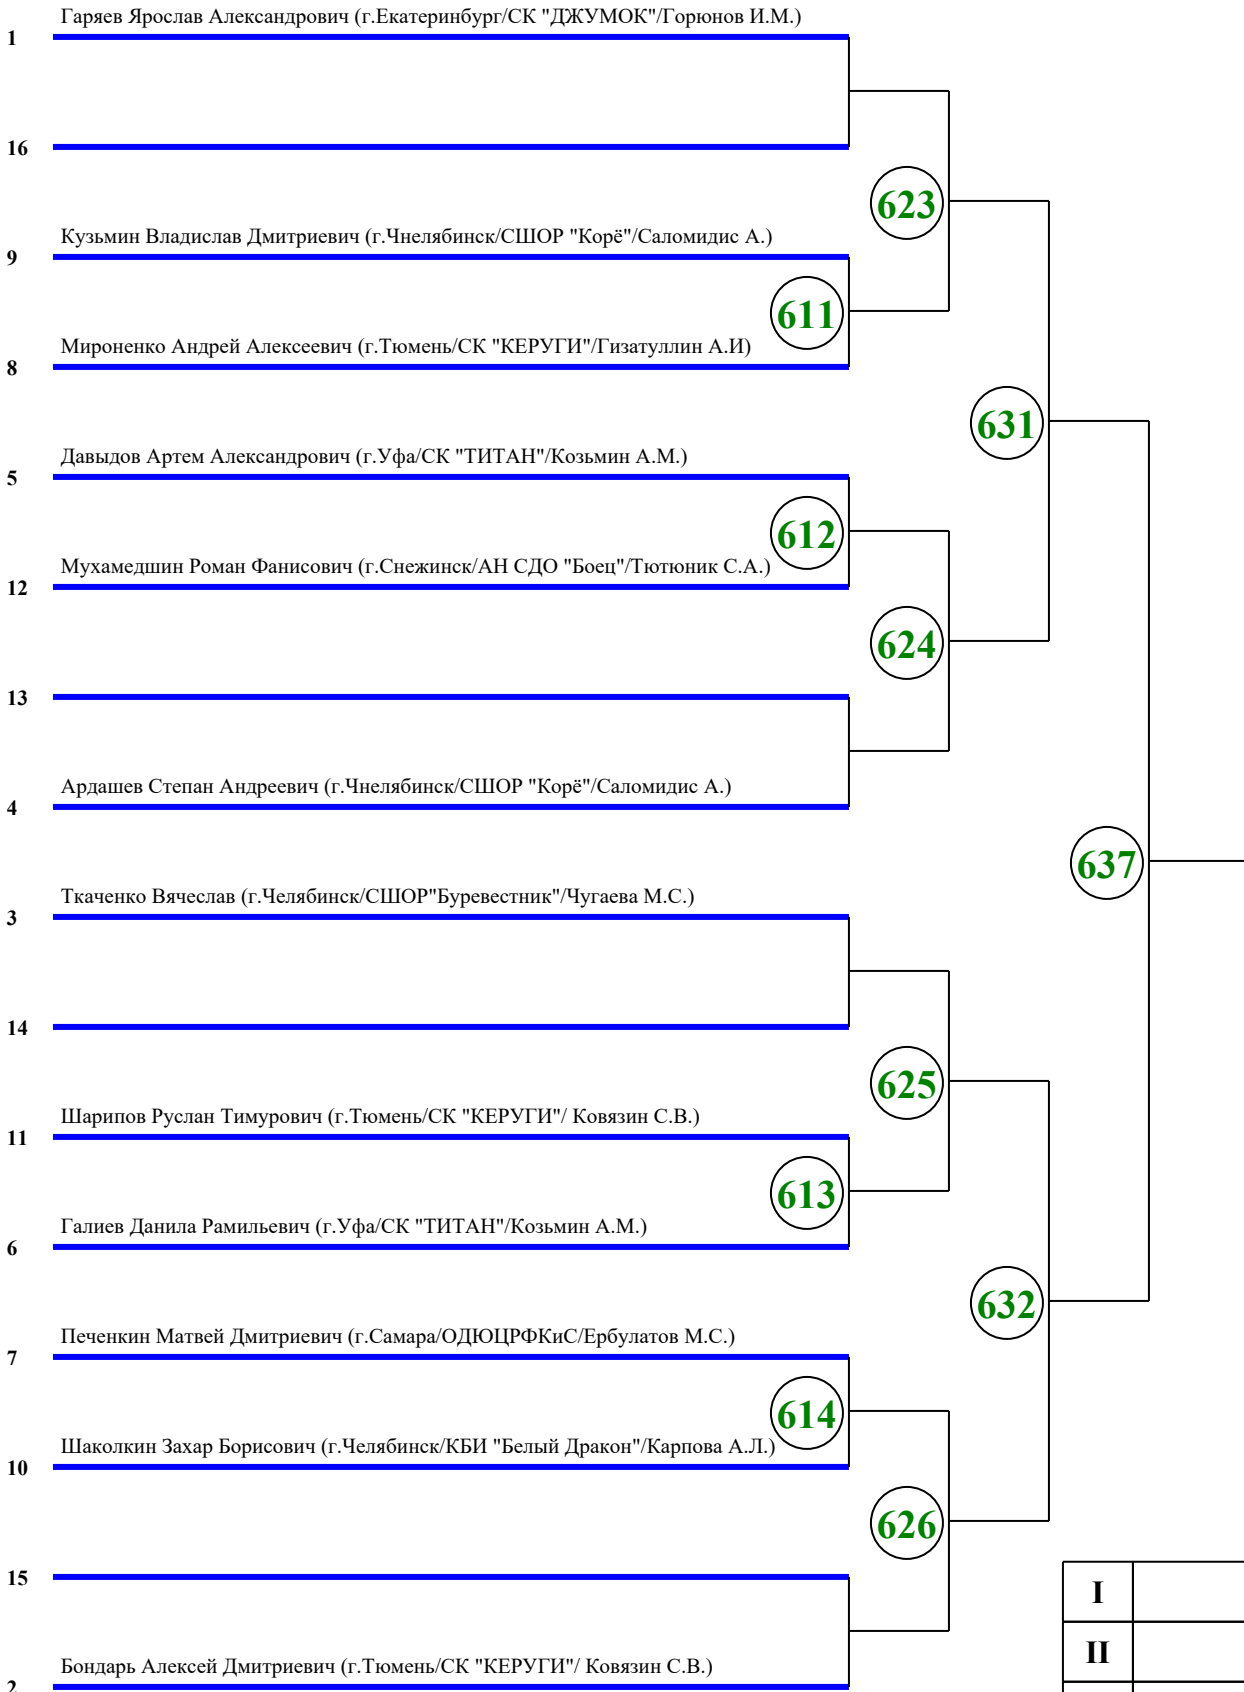 Гаряев Ярослав Александрович (г.Екатеринбург/СК "ДЖУМОК"/Горюнов И.М.)
1
16
623
Кузьмин Владислав Дмитриевич (г.Чнелябинск/СШОР "Корё"/Саломидис А.)
9
611
Мироненко Андрей Алексеевич (г.Тюмень/СК "КЕРУГИ"/Гизатуллин А.И)
8
631
Давыдов Артем Александрович (г.Уфа/СК "ТИТАН"/Козьмин А.М.)
5
612
Мухамедшин Роман Фанисович (г.Снежинск/АН СДО "Боец"/Тютюник С.А.)
12
624
13
Ардашев Степан Андреевич (г.Чнелябинск/СШОР "Корё"/Саломидис А.)
4
637
Ткаченко Вячеслав (г.Челябинск/СШОР"Буревестник"/Чугаева М.С.)
3
14
625
Шарипов Руслан Тимурович (г.Тюмень/СК "КЕРУГИ"/ Ковязин С.В.)
11
613
Галиев Данила Рамильевич (г.Уфа/СК "ТИТАН"/Козьмин А.М.)
6
632
Печенкин Матвей Дмитриевич (г.Самара/ОДЮЦРФКиС/Ербулатов М.С.)
7
614
Шаколкин Захар Борисович (г.Челябинск/КБИ "Белый Дракон"/Карпова А.Л.)
10
626
15
I
II
Бондарь Алексей Дмитриевич (г.Тюмень/СК "КЕРУГИ"/ Ковязин С.В.)
2